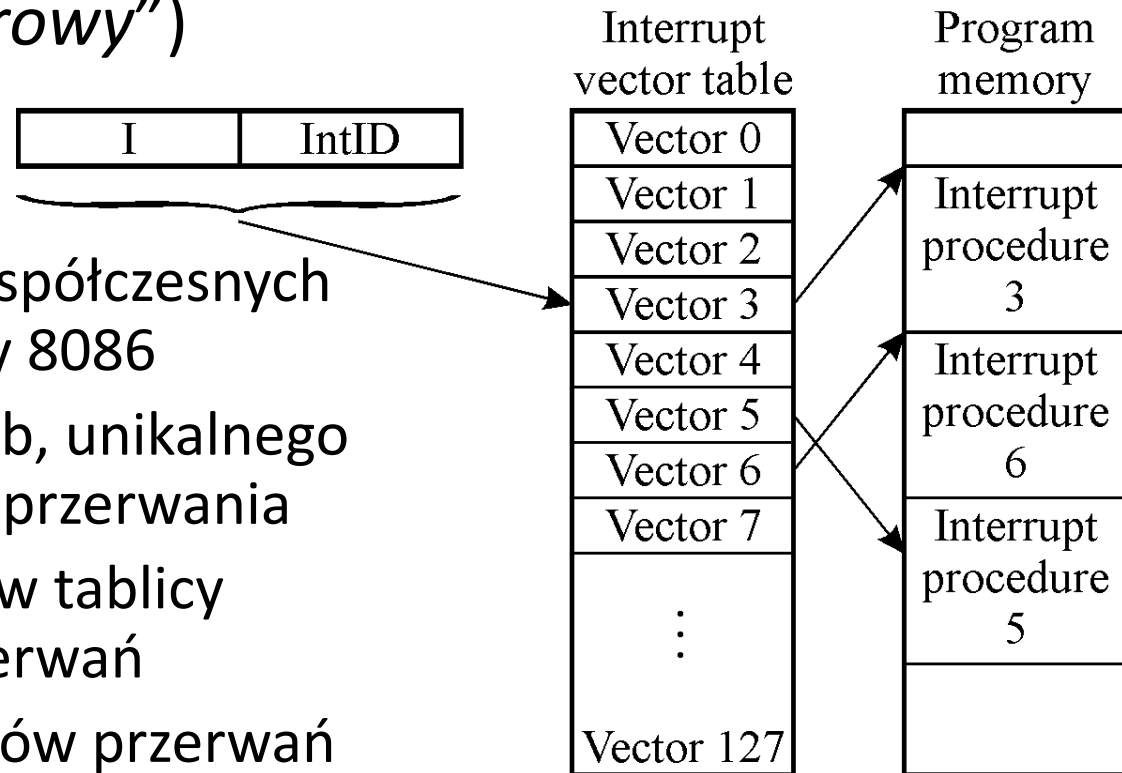 rowy”)
I IntID
spółczesnych
y 8086
b, unikalnego
przerwania
w tablicy
erwań
ów przerwań
Interrupt
vector table
Vector 0
Vector 1
Vector 2
Vector 3
Vector 4
Vector 5
Vector 6
Vector 7
⋮
Vector 127
Program
memory
Interrupt
procedure
3
Interrupt
procedure
6
Interrupt
procedure
5